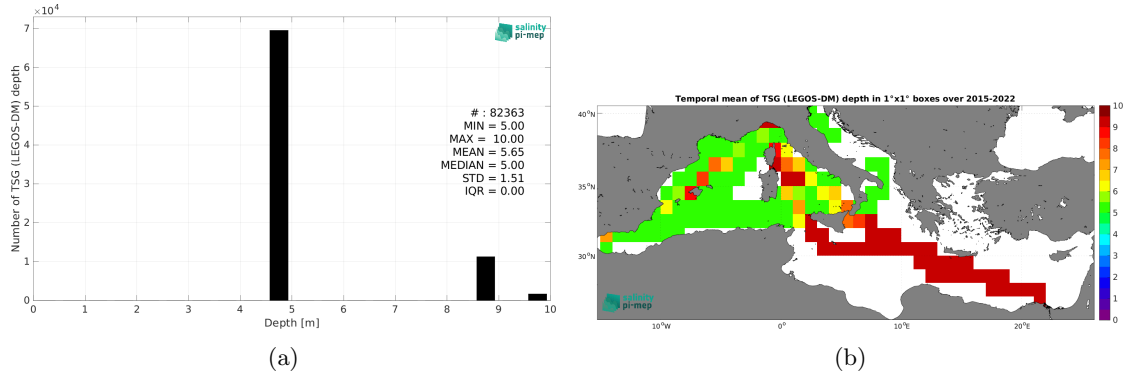 salinity
pi-mep
×10⁴
Number of TSG (LEGOS-DM) depth
7
6
5
4
3
2
1
0
# : 82363
MIN = 5.00
MAX = 10.00
MEAN = 5.65
MEDIAN = 5.00
STD = 1.51
IQR = 0.00
0 1 2 3 4 5 6 7 8 9 10
Depth [m]
(a)
Temporal mean of TSG (LEGOS-DM) depth in 1°x1° boxes over 2015-2022
40°N
35°N
30°N
10°W 0° 10°E 20°E
10
9
8
7
6
5
4
3
2
1
0
salinity
pi-mep
(b)